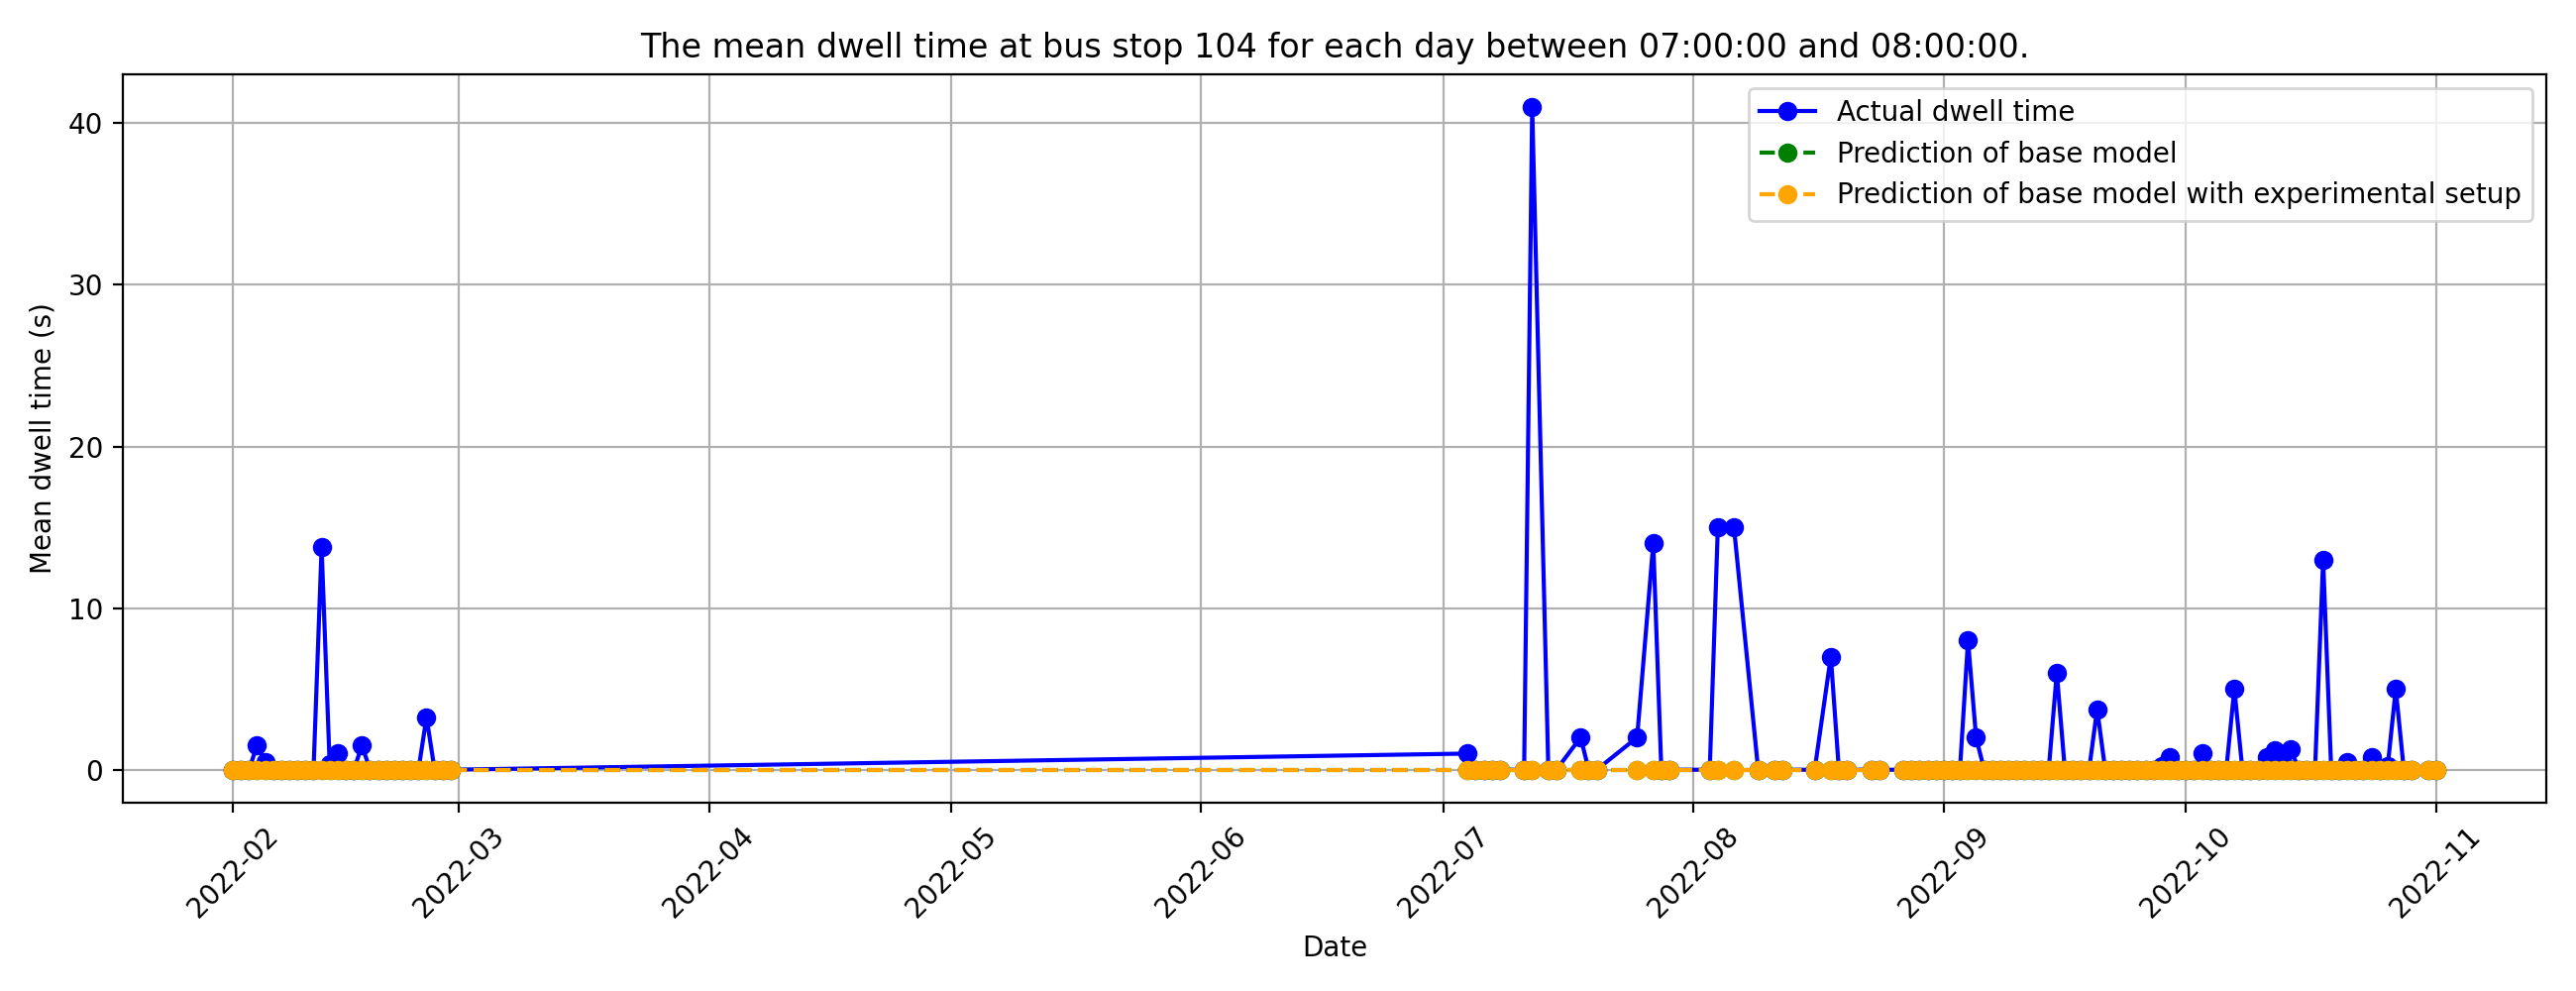 The mean dwell time at bus stop 104 for each day between 07:00:00 and 08:00:00.
Actual dwell time
Prediction of base model
Prediction of base model with experimental setup
Mean dwell time (s)
40
30
20
10
0
2022-02
2022-03
2022-04
2022-05
2022-06
2022-07
2022-08
2022-09
2022-10
2022-11
Date